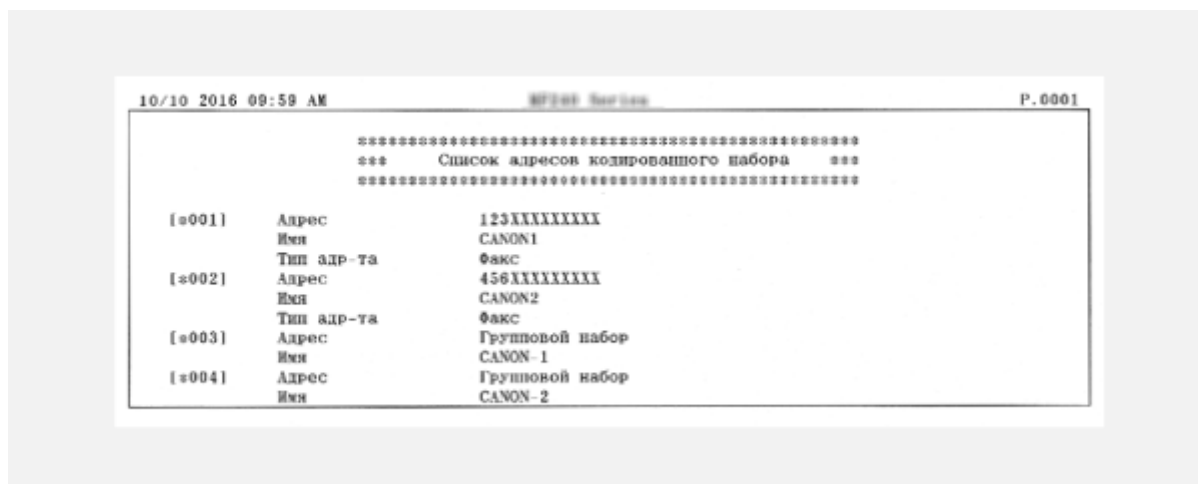 10/10 2016 09:59 AM P.0001
***************************************************
*** Список адресов кодированного набора ***
***************************************************
[*001] Адрес 123XXXXXXXXX
Имя CANON1
Тип адр-та Факс
[*002] Адрес 456XXXXXXXXX
Имя CANON2
Тип адр-та Факс
[*003] Адрес Групповой набор
Имя CANON-1
[*004] Адрес Групповой набор
Имя CANON-2